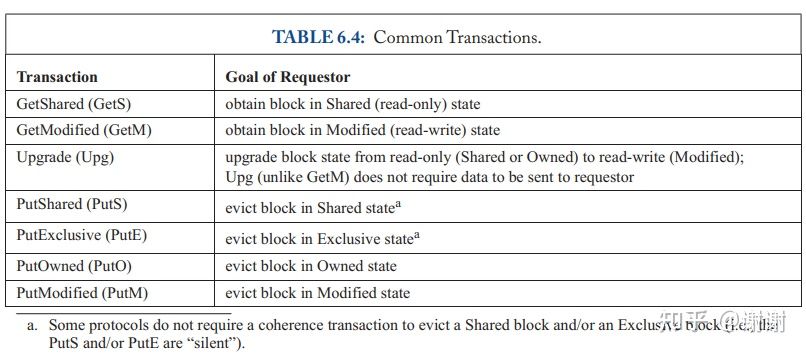 TABLE 6.4: Common Transactions.
Transaction Goal of Requestor
GetShared (GetS) obtain block in Shared (read-only) state
GetModified (GetM) obtain block in Modified (read-write) state
Upgrade (Upg) upgrade block state from read-only (Shared or Owned) to read-write (Modified);
Upg (unlike GetM) does not require data to be sent to requestor
PutShared (PutS) evict block in Shared stateᵃ
PutExclusive (PutE) evict block in Exclusive stateᵃ
PutOwned (PutO) evict block in Owned state
PutModified (PutM) evict block in Modified state
a. Some protocols do not require a coherence transaction to evict a Shared block and/or an Exclusive block (i.e., the
PutS and/or PutE are “silent”).
知乎 @谢谢